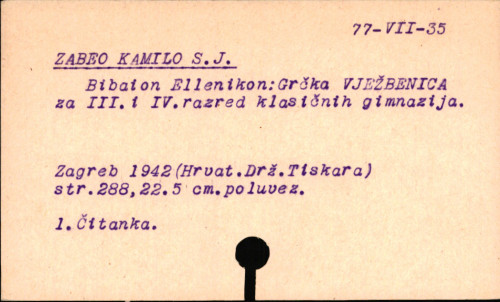 77-VII-35
ZABEO KAMILO S.J.
Bibaion Ellenikon:Grčka VJEŽBENICA
za III. i IV.razred klasičnih gimnazija.
Zagreb 1942(Hrvat.Drž.Tiskara)
str.288,22.5 cm.poluvez.
1.Čitanka.